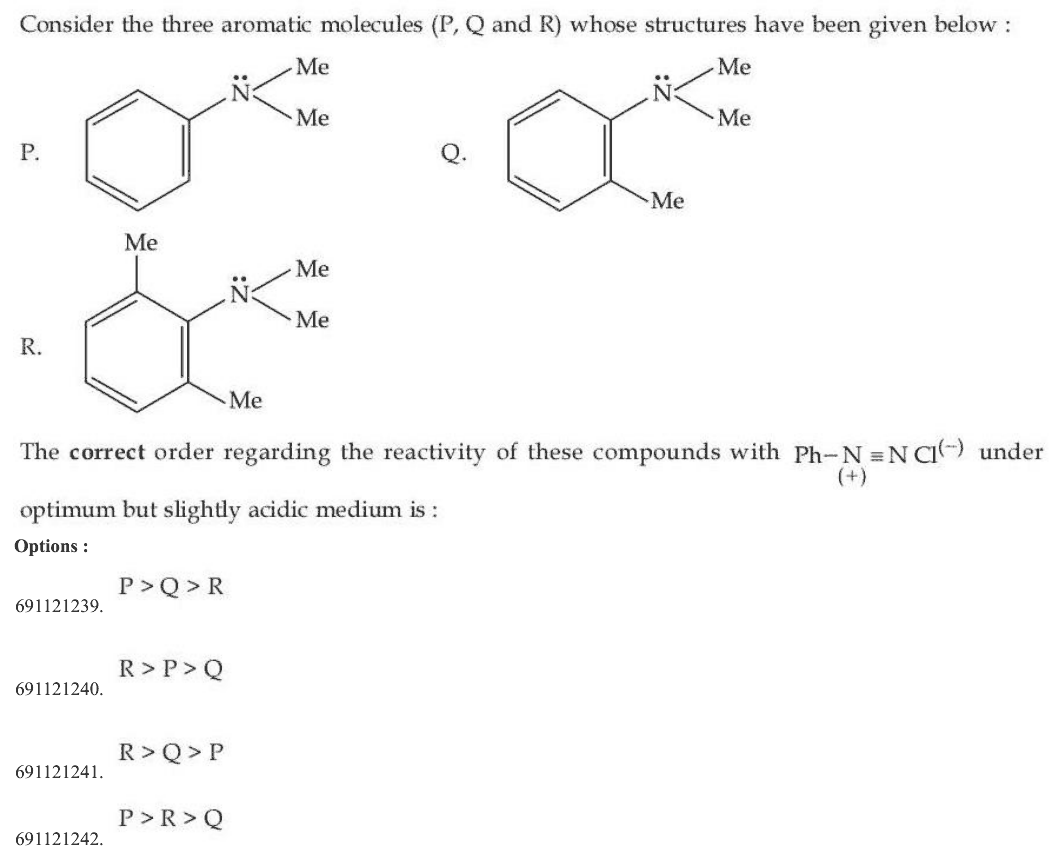 Consider the three aromatic molecules (P, Q and R) whose structures have been given below :
P.
N̈
Me
Me
Q.
N̈
Me
Me
Me
R.
Me
N̈
Me
Me
Me
The correct order regarding the reactivity of these compounds with Ph–N≡N Cl(−) under
(+)
optimum but slightly acidic medium is :
Options :
P > Q > R
691121239.
R > P > Q
691121240.
R > Q > P
691121241.
P > R > Q
691121242.